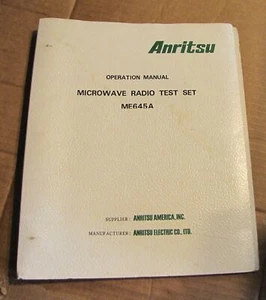 Anritsu
OPERATION MANUAL
MICROWAVE RADIO TEST SET
ME645A
SUPPLIER: ANRITSU AMERICA, INC.
MANUFACTURER: ANRITSU ELECTRIC CO., LTD.